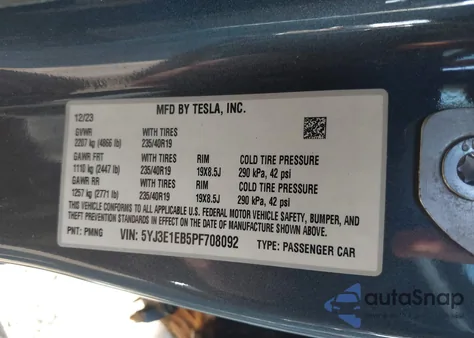 MFD BY TESLA, INC.
12/23
GVWR WITH TIRES
2207 kg (4866 lb) 235/40R19
GAWR FRT WITH TIRES RIM COLD TIRE PRESSURE
1110 kg (2447 lb) 235/40R19 19X8.5J 290 kPa, 42 psi
GAWR RR WITH TIRES RIM COLD TIRE PRESSURE
1257 kg (2771 lb) 235/40R19 19X8.5J 290 kPa, 42 psi
THIS VEHICLE CONFORMS TO ALL APPLICABLE U.S. FEDERAL MOTOR VEHICLE SAFETY, BUMPER, AND
THEFT PREVENTION STANDARDS IN EFFECT ON THE DATE OF MANUFACTURE SHOWN ABOVE.
PNT: PMNG VIN: 5YJ3E1EB5PF708092 TYPE: PASSENGER CAR
autoSnap